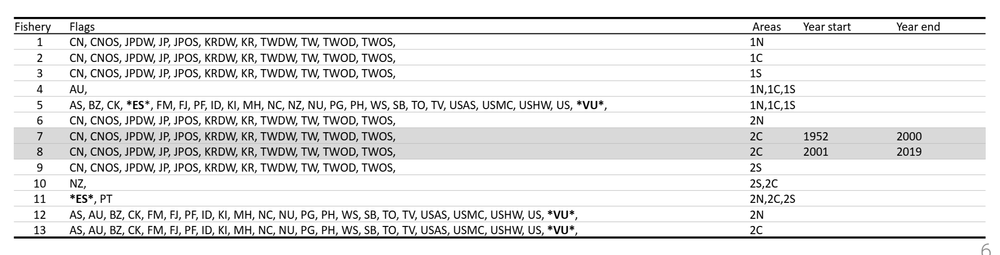 Fishery Flags Areas Year start Year end
1 CN, CNOS, JPDW, JP, JPOS, KRDW, KR, TWDW, TW, TWOD, TWOS, 1N
2 CN, CNOS, JPDW, JP, JPOS, KRDW, KR, TWDW, TW, TWOD, TWOS, 1C
3 CN, CNOS, JPDW, JP, JPOS, KRDW, KR, TWDW, TW, TWOD, TWOS, 1S
4 AU, 1N,1C,1S
5 AS, BZ, CK, *ES*, FM, FJ, PF, ID, KI, MH, NC, NZ, NU, PG, PH, WS, SB, TO, TV, USAS, USMC, USHW, US, *VU*, 1N,1C,1S
6 CN, CNOS, JPDW, JP, JPOS, KRDW, KR, TWDW, TW, TWOD, TWOS, 2N
7 CN, CNOS, JPDW, JP, JPOS, KRDW, KR, TWDW, TW, TWOD, TWOS, 2C 1952 2000
8 CN, CNOS, JPDW, JP, JPOS, KRDW, KR, TWDW, TW, TWOD, TWOS, 2C 2001 2019
9 CN, CNOS, JPDW, JP, JPOS, KRDW, KR, TWDW, TW, TWOD, TWOS, 2S
10 NZ, 2S,2C
11 *ES*, PT 2N,2C,2S
12 AS, AU, BZ, CK, FM, FJ, PF, ID, KI, MH, NC, NU, PG, PH, WS, SB, TO, TV, USAS, USMC, USHW, US, *VU*, 2N
13 AS, AU, BZ, CK, FM, FJ, PF, ID, KI, MH, NC, NU, PG, PH, WS, SB, TO, TV, USAS, USMC, USHW, US, *VU*, 2C
6